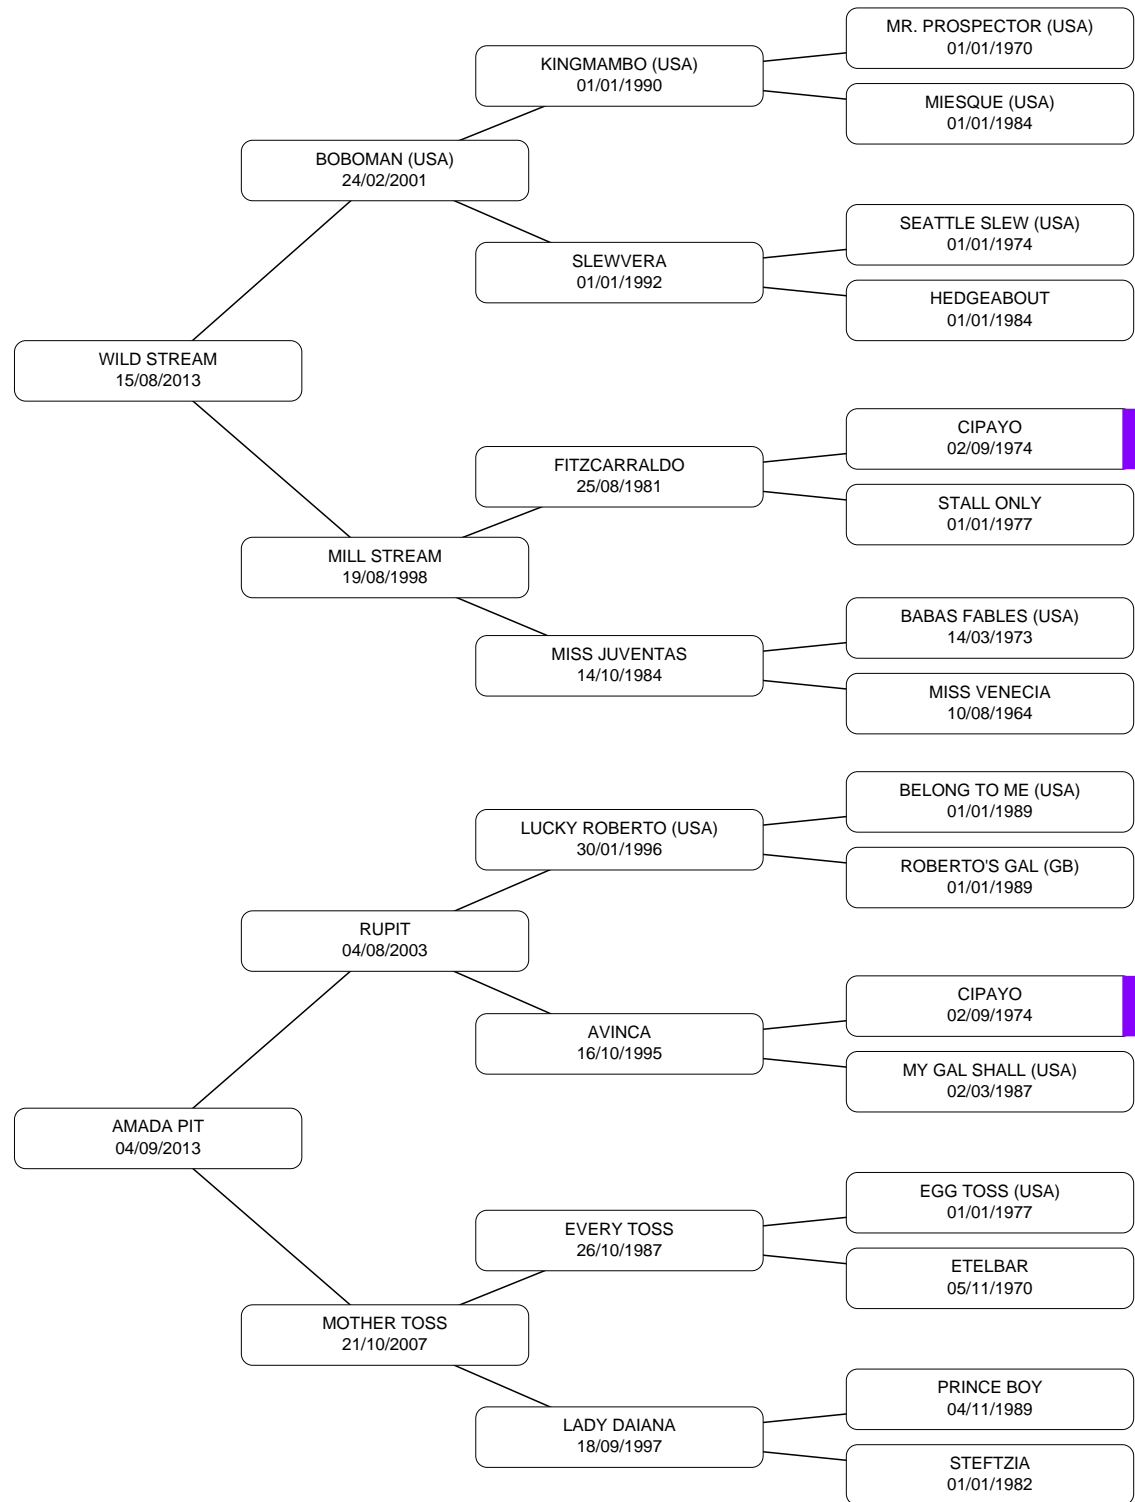 MR. PROSPECTOR (USA)
01/01/1970
KINGMAMBO (USA)
01/01/1990
MIESQUE (USA)
01/01/1984
BOBOMAN (USA)
24/02/2001
SEATTLE SLEW (USA)
01/01/1974
SLEWVERA
01/01/1992
HEDGEABOUT
01/01/1984
WILD STREAM
15/08/2013
CIPAYO
02/09/1974
FITZCARRALDO
25/08/1981
STALL ONLY
01/01/1977
MILL STREAM
19/08/1998
BABAS FABLES (USA)
14/03/1973
MISS JUVENTAS
14/10/1984
MISS VENECIA
10/08/1964
BELONG TO ME (USA)
01/01/1989
LUCKY ROBERTO (USA)
30/01/1996
ROBERTO'S GAL (GB)
01/01/1989
RUPIT
04/08/2003
CIPAYO
02/09/1974
AVINCA
16/10/1995
MY GAL SHALL (USA)
02/03/1987
AMADA PIT
04/09/2013
EGG TOSS (USA)
01/01/1977
EVERY TOSS
26/10/1987
ETELBAR
05/11/1970
MOTHER TOSS
21/10/2007
PRINCE BOY
04/11/1989
LADY DAIANA
18/09/1997
STEFTZIA
01/01/1982